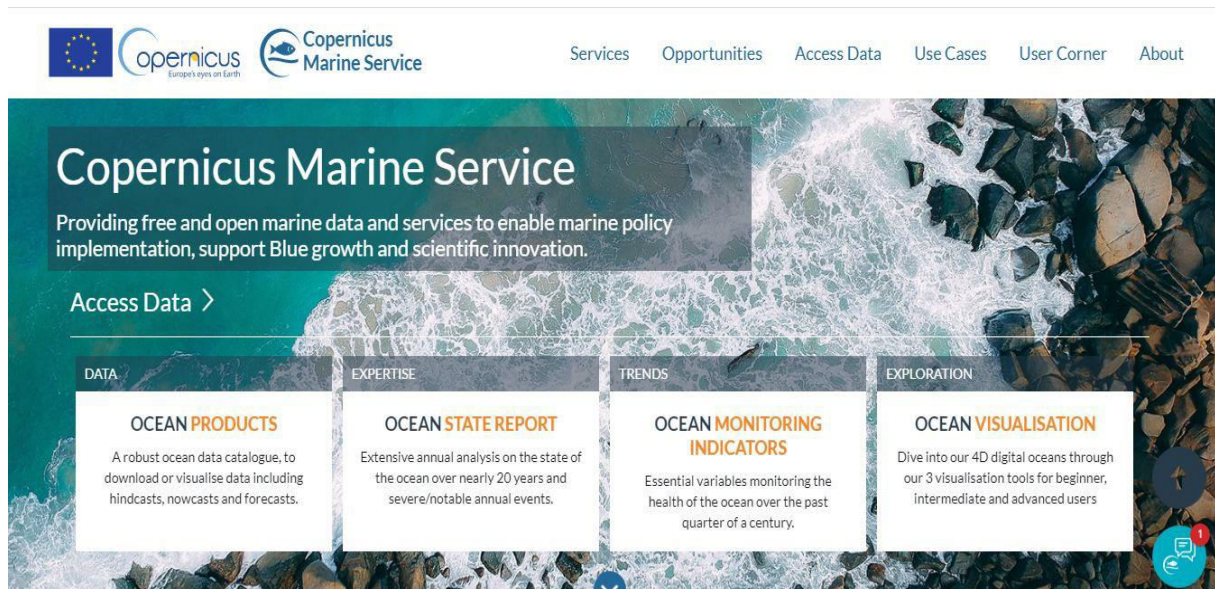 opernicus
Europe's eyes on Earth
Copernicus
Marine Service
Services Opportunities Access Data Use Cases User Corner About
Copernicus Marine Service
Providing free and open marine data and services to enable marine policy
implementation, support Blue growth and scientific innovation.
Access Data
DATA
OCEAN PRODUCTS
A robust ocean data catalogue, to
download or visualise data including
hindcasts, nowcasts and forecasts.
EXPERTISE
OCEAN STATE REPORT
Extensive annual analysis on the state of
the ocean over nearly 20 years and
severe/notable annual events.
TRENDS
OCEAN MONITORING
INDICATORS
Essential variables monitoring the
health of the ocean over the past
quarter of a century.
EXPLORATION
OCEAN VISUALISATION
Dive into our 4D digital oceans through
our 3 visualisation tools for beginner,
intermediate and advanced users
1